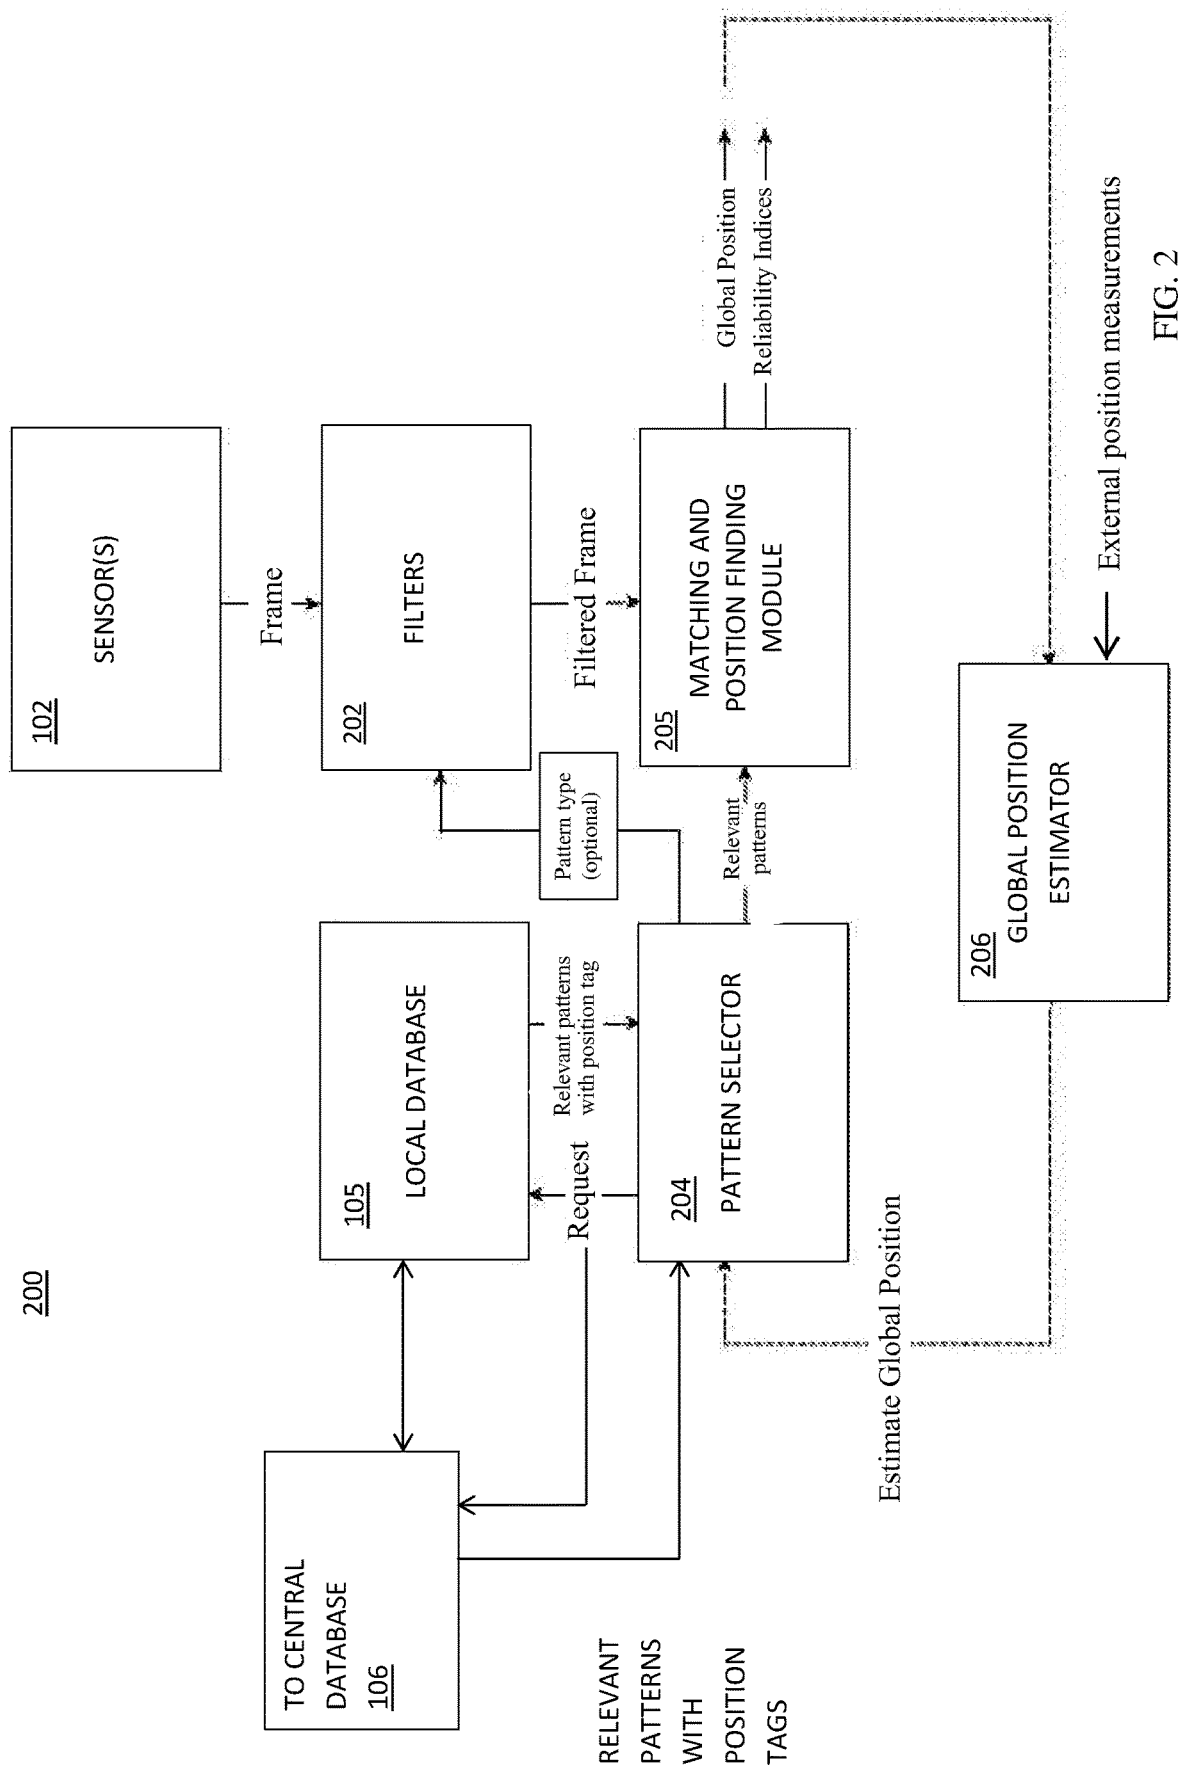 200
102
SENSOR(S)
Frame
TO CENTRAL
DATABASE
106
105
LOCAL DATABASE
202
FILTERS
Request
Relevant patterns
with position tag
Pattern type
(optional)
Filtered Frame
RELEVANT
PATTERNS
WITH
POSITION
TAGS
204
PATTERN SELECTOR
Relevant
patterns
205
MATCHING AND
POSITION FINDING
MODULE
Global Position
Reliability Indices
Estimate Global Position
206
GLOBAL POSITION
ESTIMATOR
External position measurements
FIG. 2